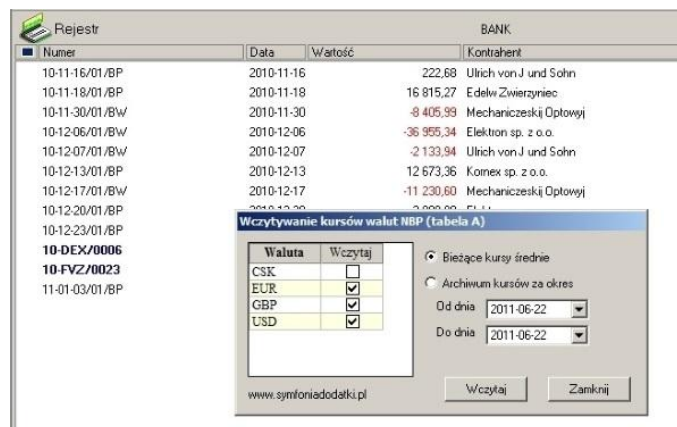 Rejestr BANK
Numer Data Wartość Kontrahent
10-11-16/01/BP 2010-11-16 222,68 Ulrich von J und Sohn
10-11-18/01/BP 2010-11-18 16 815,27 Edelw Zwierzyniec
10-11-30/01/BW 2010-11-30 -8 405,99 Mechaniczeskij Optowyj
10-12-06/01/BW 2010-12-06 -36 955,34 Elektron sp. z o.o.
10-12-07/01/BW 2010-12-07 -2 133,94 Ulrich von J und Sohn
10-12-13/01/BP 2010-12-13 12 673,36 Kornex sp. z o.o.
10-12-17/01/BW 2010-12-17 -11 230,60 Mechaniczeskij Optowyj
10-12-20/01/BP
10-12-23/01/BP
10-DEX/0006
10-FVZ/0023
11-01-03/01/BP
Wczytywanie kursów walut NBP (tabela A)
Waluta Wczytaj
CSK
EUR
GBP
USD
Bieżące kursy średnie
Archiwum kursów za okres
Od dnia 2011-06-22
Do dnia 2011-06-22
www.symfoniadodatki.pl
Wczytaj Zamknij